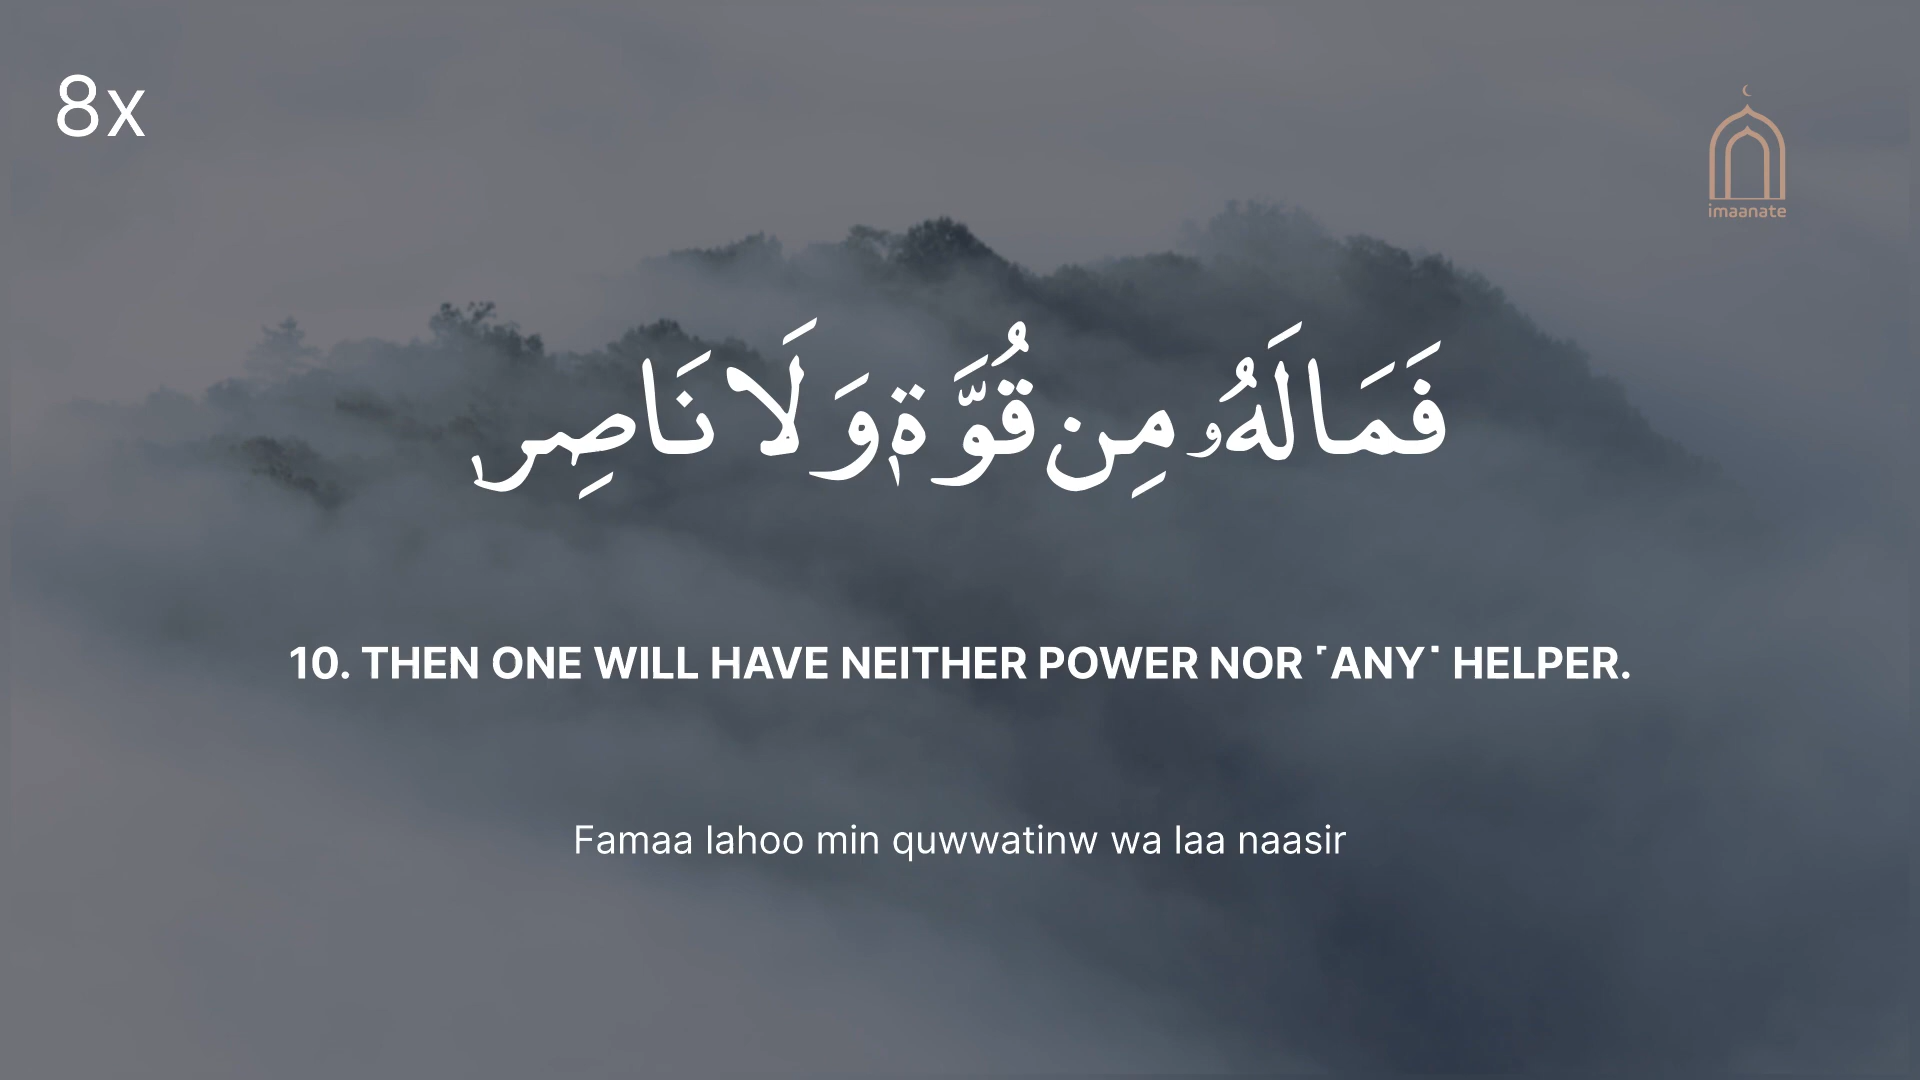 8x
imaanate
فَمَا لَهُۥ مِن قُوَّةٍ وَلَا نَاصِرٍ
10. THEN ONE WILL HAVE NEITHER POWER NOR ˹ANY˺ HELPER.
Famaa lahoo min quwwatinw wa laa naasir